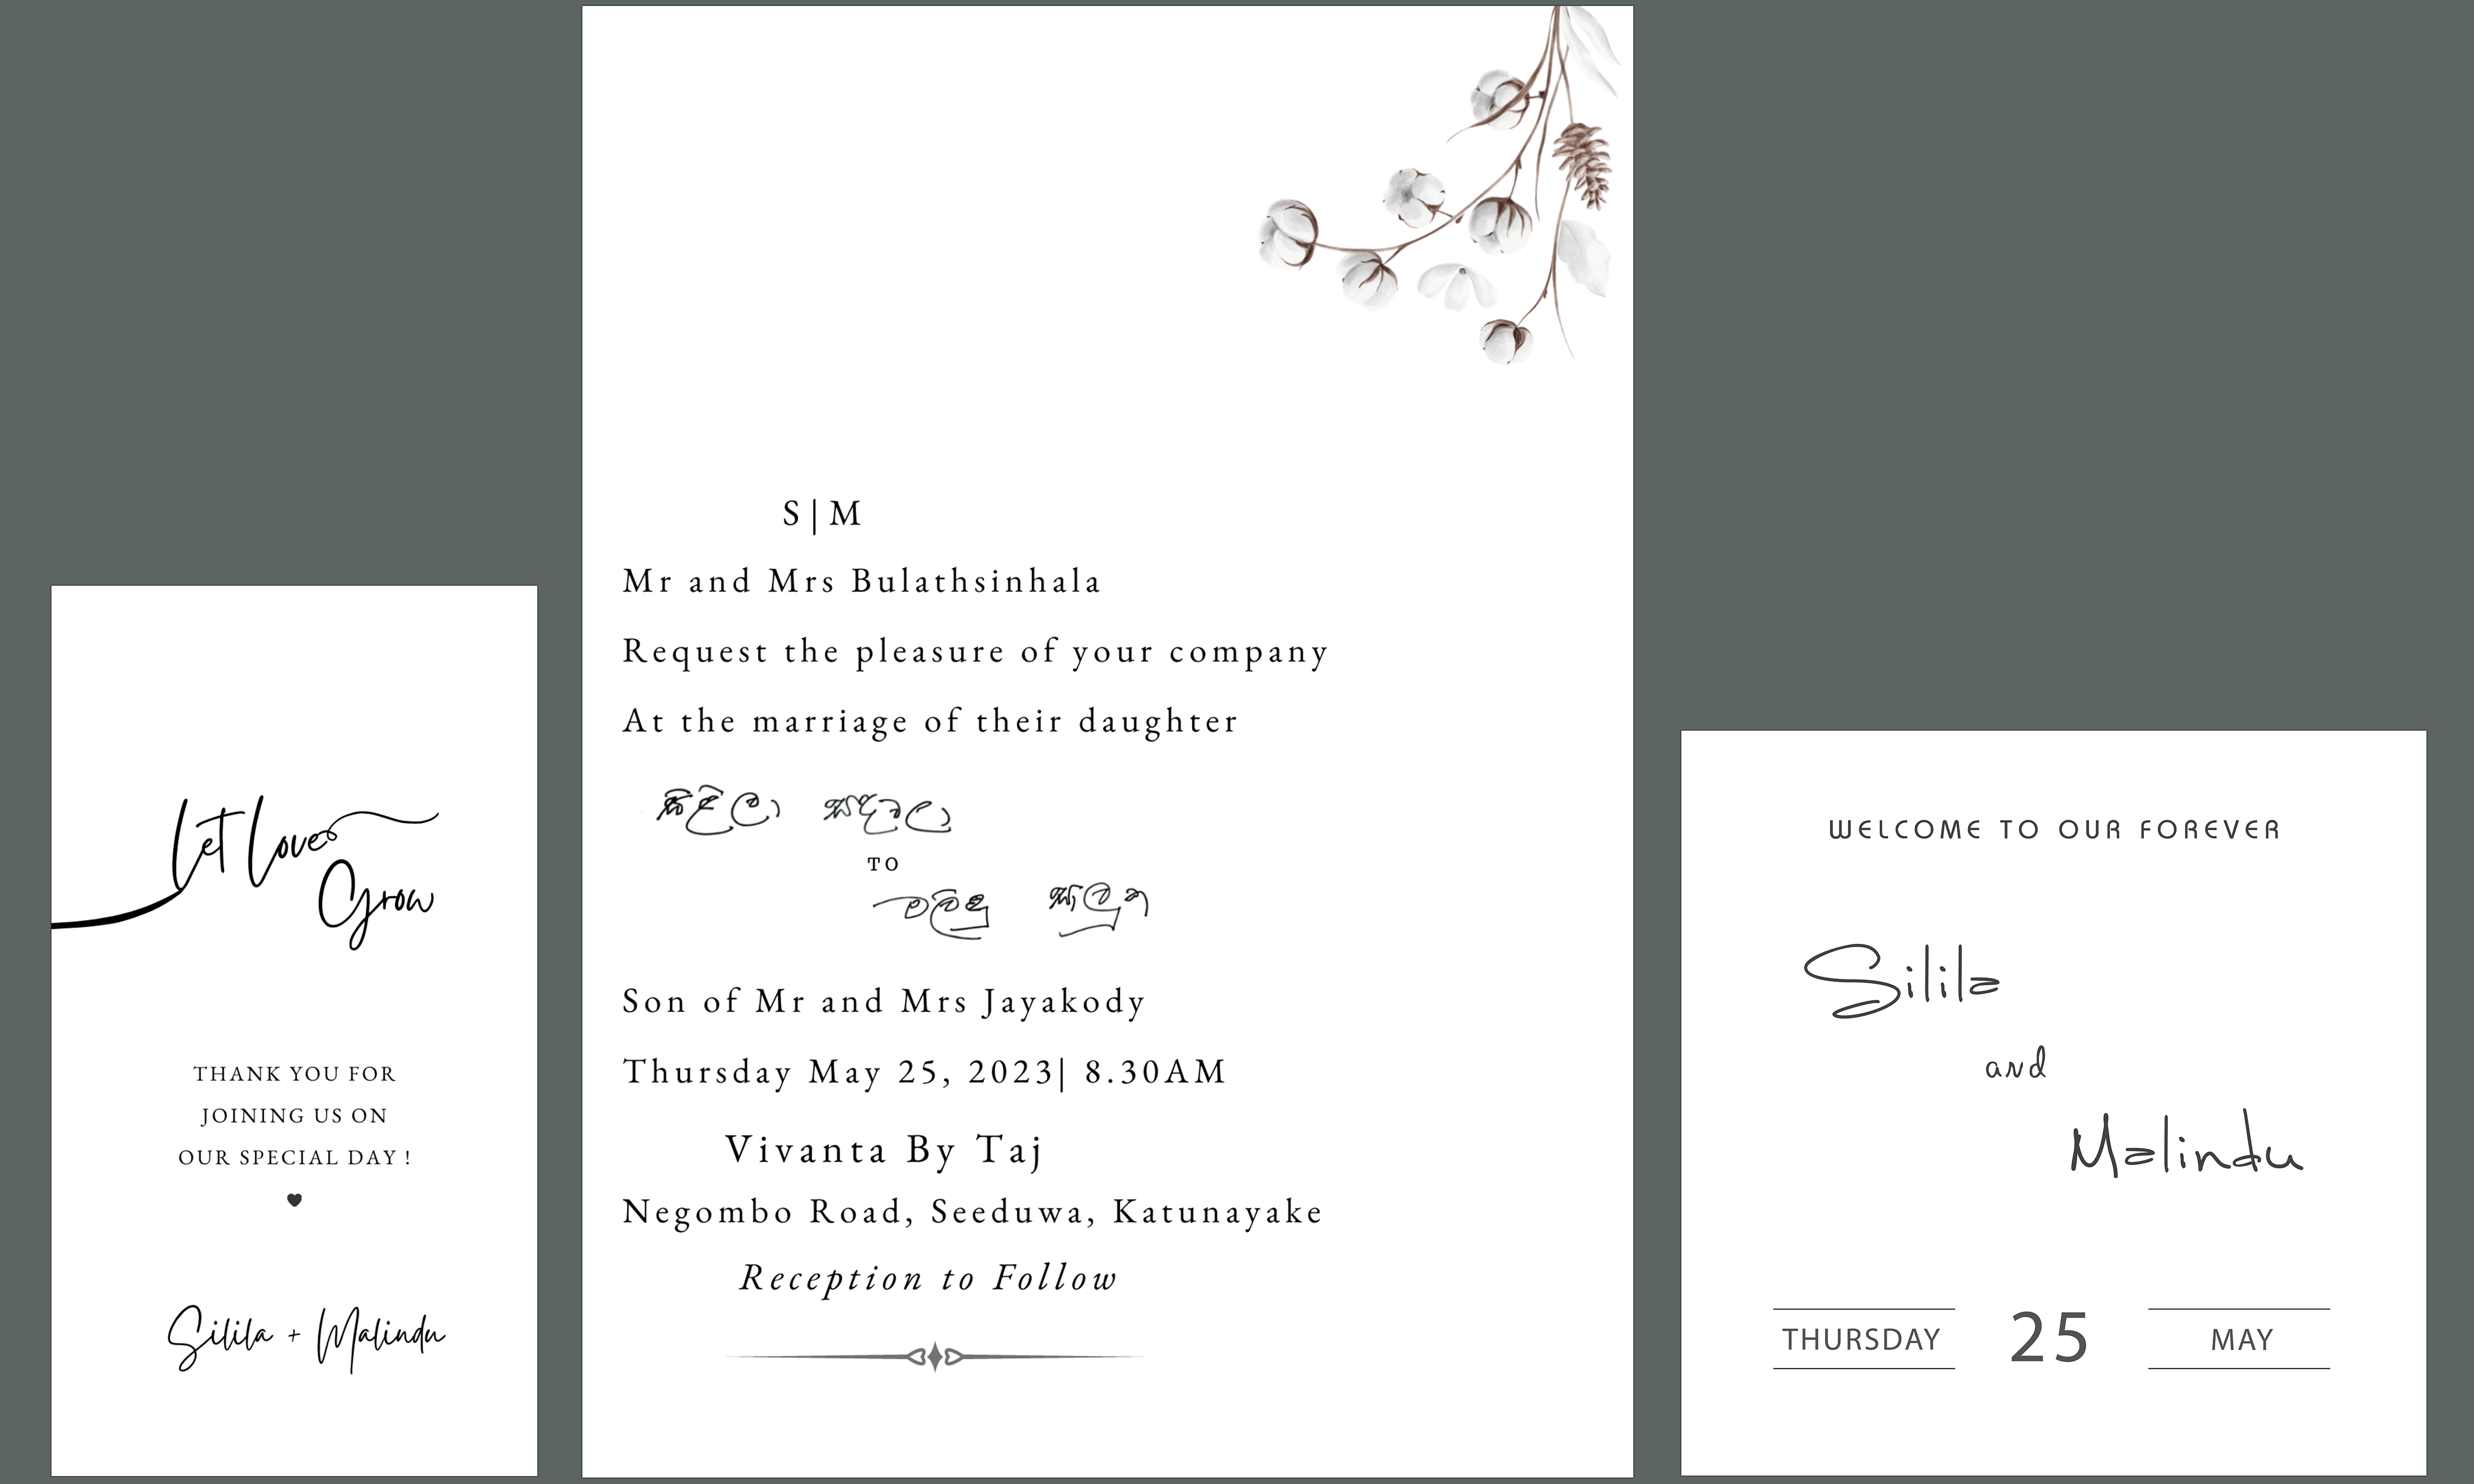 Let Love
Grow
THANK YOU FOR
JOINING US ON
OUR SPECIAL DAY !
Silila + Malindu
S|M
Mr and Mrs Bulathsinhala
Request the pleasure of your company
At the marriage of their daughter
TO
Son of Mr and Mrs Jayakody
Thursday May 25, 2023| 8.30AM
Vivanta By Taj
Negombo Road, Seeduwa, Katunayake
Reception to Follow
WELCOME TO OUR FOREVER
Silila
and
Malindu
THURSDAY 25 MAY